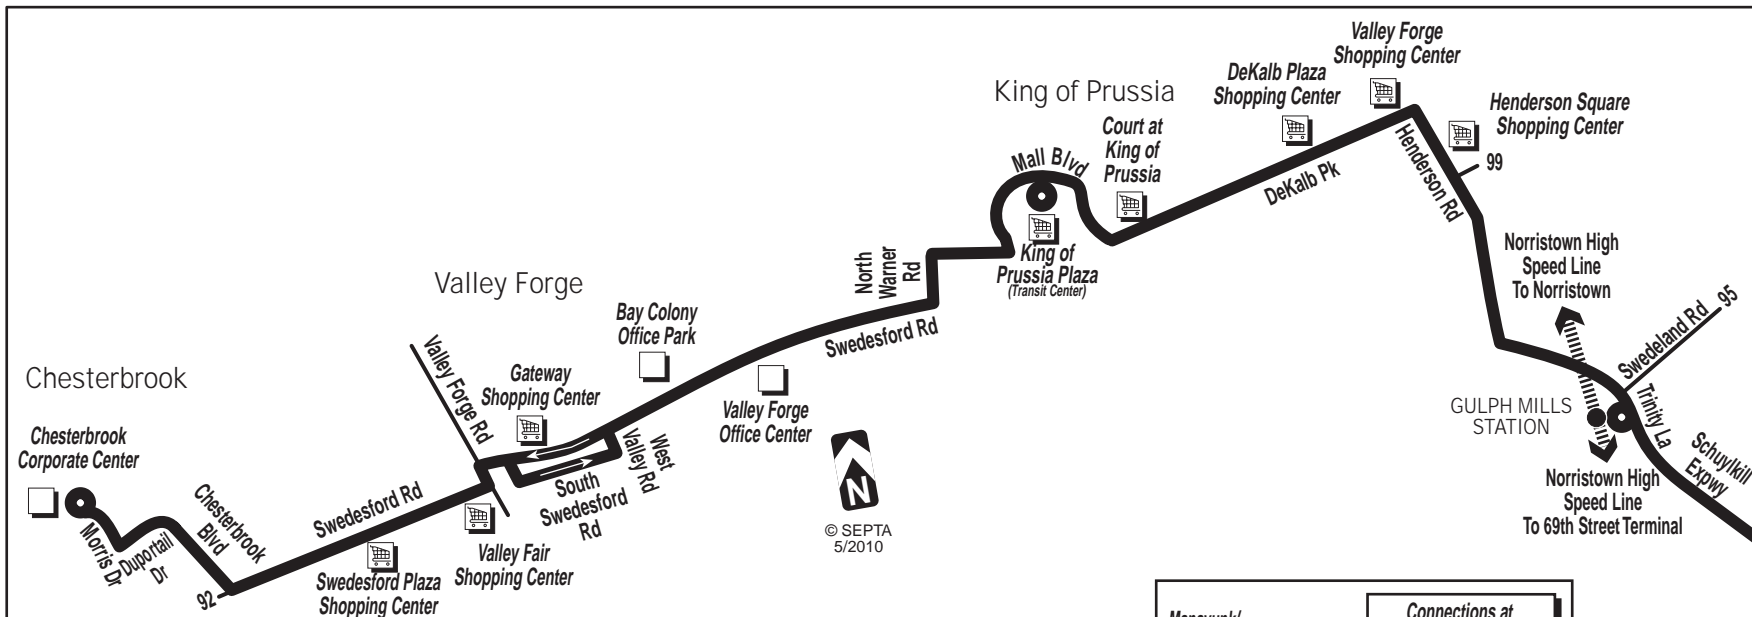 Valley Forge
Shopping Center
DeKalb Plaza
Shopping Center
King of Prussia
Henderson Square
Shopping Center
Court at
King of
Prussia
Mall Blvd
99
Henderson Rd
DeKalb Pk
King of
Prussia Plaza
(Transit Center)
North
Warner
Rd
Norristown High
Speed Line
To Norristown
Valley Forge
Bay Colony
Office Park
Swedesford Rd
Swedeland Rd
95
Valley Forge Rd
Gateway
Shopping Center
Chesterbrook
Valley Forge
Office Center
GULPH MILLS
STATION
Trinity La
Schuylkill
Expwy
Chesterbrook
Corporate Center
West
Valley Rd
South
Swedesford
Rd
N
© SEPTA
5/2010
Norristown High
Speed Line
To 69th Street Terminal
Swedesford Rd
Chesterbrook
Blvd
Morris Dr
Duportail
Dr
92
Valley Fair
Shopping Center
Swedesford Plaza
Shopping Center
Manayunk/
Connections at